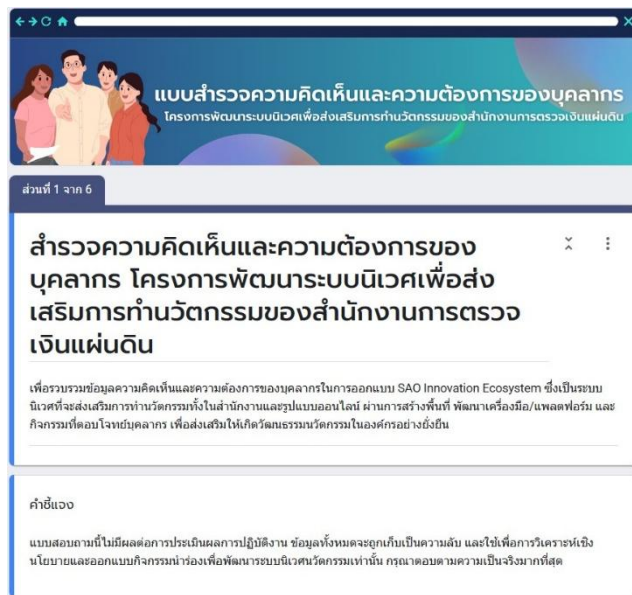 แบบสำรวจความคิดเห็นและความต้องการของบุคลากร
โครงการพัฒนาระบบนิเวศเพื่อส่งเสริมการทำนวัตกรรมของสำนักงานการตรวจเงินแผ่นดิน
ส่วนที่ 1 จาก 6
สำรวจความคิดเห็นและความต้องการของ
บุคลากร โครงการพัฒนาระบบนิเวศเพื่อส่ง
เสริมการทำนวัตกรรมของสำนักงานการตรวจ
เงินแผ่นดิน
เพื่อรวบรวมข้อมูลความคิดเห็นและความต้องการของบุคลากรในการออกแบบ SAO Innovation Ecosystem ซึ่งเป็นระบบ
นิเวศที่จะส่งเสริมการทำนวัตกรรมทั้งในสำนักงานและรูปแบบออนไลน์ ผ่านการสร้างพื้นที่ พัฒนาเครื่องมือ/แพลตฟอร์ม และ
กิจกรรมที่ตอบโจทย์บุคลากร เพื่อส่งเสริมให้เกิดวัฒนธรรมนวัตกรรมในองค์กรอย่างยั่งยืน
คำชี้แจง
แบบสอบถามนี้ไม่มีผลต่อการประเมินผลการปฏิบัติงาน ข้อมูลทั้งหมดจะถูกเก็บเป็นความลับ และใช้เพื่อการวิเคราะห์เชิง
นโยบายและออกแบบกิจกรรมนำร่องเพื่อพัฒนาระบบนิเวศนวัตกรรมเท่านั้น กรุณาตอบตามความเป็นจริงมากที่สุด